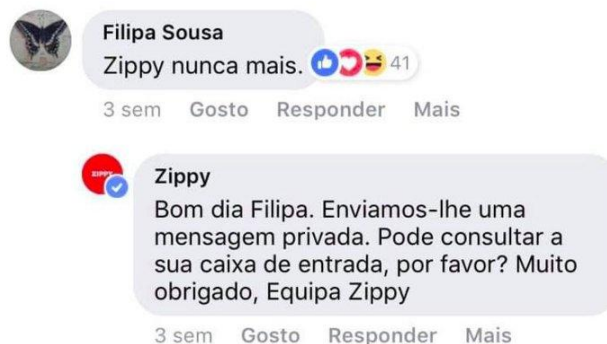 Filipa Sousa
Zippy nunca mais.
41
3 sem Gosto Responder Mais
ZIPPY
Zippy
Bom dia Filipa. Enviamos-lhe uma
mensagem privada. Pode consultar a
sua caixa de entrada, por favor? Muito
obrigado, Equipa Zippy
3 sem Gosto Responder Mais